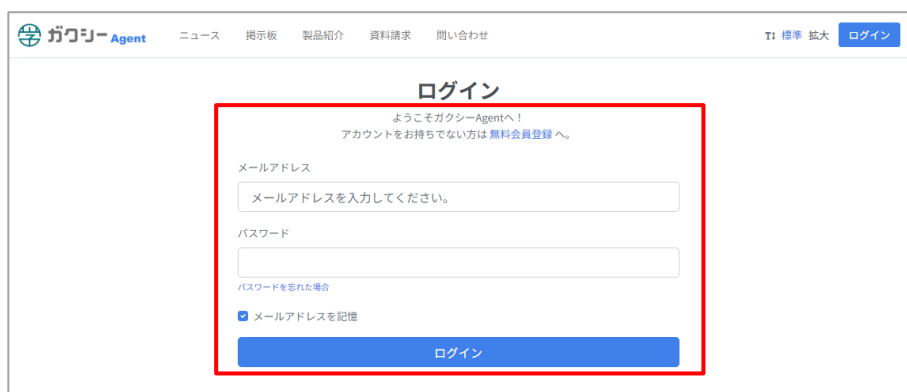 学 ガクシー Agent ニュース 掲示板 製品紹介 資料請求 問い合わせ T↕ 標準 拡大 ログイン
ログイン
ようこそガクシーAgentへ！
アカウントをお持ちでない方は 無料会員登録 へ。
メールアドレス
メールアドレスを入力してください。
パスワード
パスワードを忘れた場合
メールアドレスを記憶
ログイン